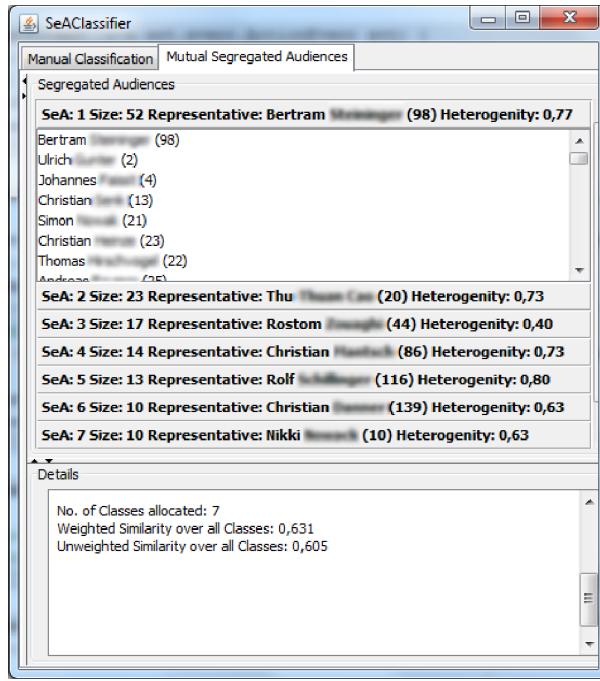 SeAClassifier
Manual Classification Mutual Segregated Audiences
Segregated Audiences
SeA: 1 Size: 52 Representative: Bertram (98) Heterogenity: 0,77
Bertram (98)
Ulrich (2)
Johannes (4)
Christian (13)
Simon (21)
Christian (23)
Thomas (22)
SeA: 2 Size: 23 Representative: Thu (20) Heterogenity: 0,73
SeA: 3 Size: 17 Representative: Rostom (44) Heterogenity: 0,40
SeA: 4 Size: 14 Representative: Christian (86) Heterogenity: 0,73
SeA: 5 Size: 13 Representative: Rolf (116) Heterogenity: 0,80
SeA: 6 Size: 10 Representative: Christian (139) Heterogenity: 0,63
SeA: 7 Size: 10 Representative: Nikki (10) Heterogenity: 0,63
Details
No. of Classes allocated: 7
Weighted Similarity over all Classes: 0,631
Unweighted Similarity over all Classes: 0,605